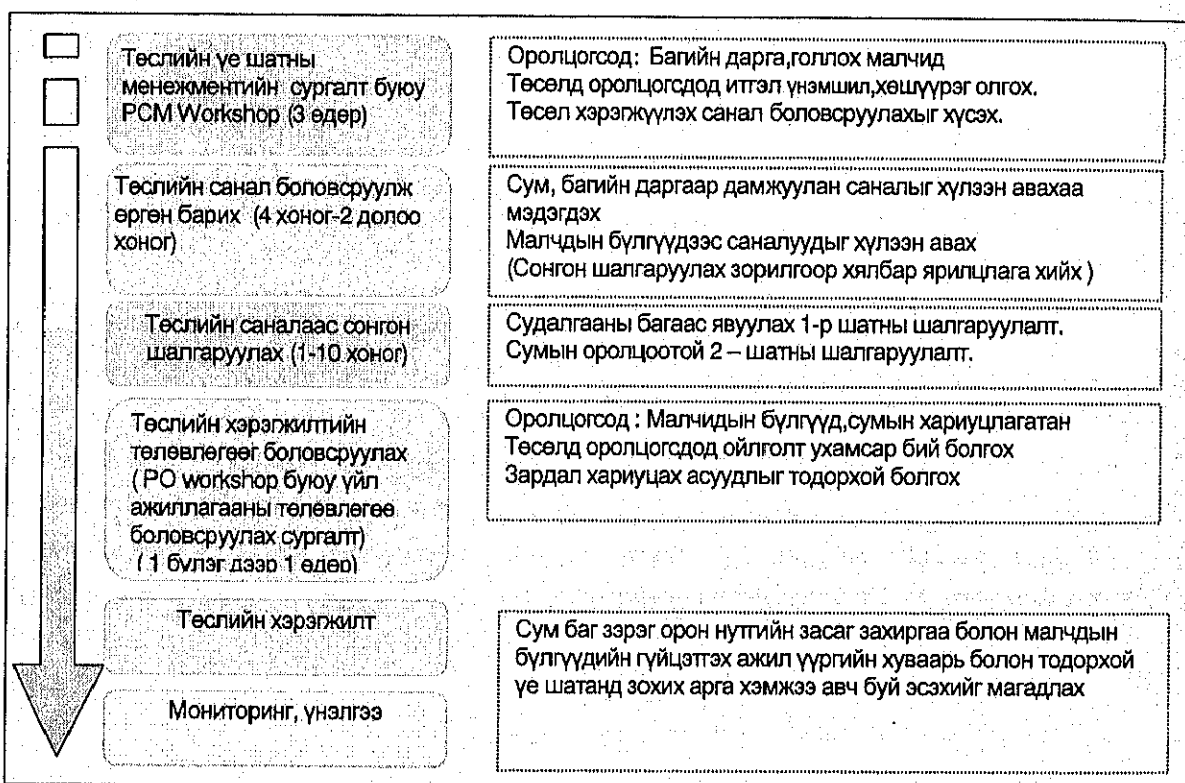 Төслийн үе шатны
менежментийн сургалт буюу
PCM Workshop (3 өдөр)
Оролцогсод: Багийн дарга,голлох малчид
Төсөлд оролцогсдод итгэл үнэмшил,хөшүүрэг олгох.
Төсөл хэрэгжүүлэх санал боловсруулахыг хүсэх.
Төслийн санал боловсруулж
өргөн барих (4 хоног-2 долоо
хоног)
Сум, багийн даргаар дамжуулан саналыг хүлээн авахаа
мэдэгдэх
Малчдын бүлгүүдээс саналуудыг хүлээн авах
(Сонгон шалгаруулах зорилгоор хялбар ярилцлага хийх )
Төслийн саналаас сонгон
шалгаруулах (1-10 хоног)
Судалгааны багаас явуулах 1-р шатны шалгаруулалт.
Сумын оролцоотой 2 – шатны шалгаруулалт.
Төслийн хэрэгжилтийн
төлөвлөгөөг боловсруулах
( PO workshop буюу үйл
ажиллагааны төлөвлөгөө
боловсруулах сургалт)
( 1 бүлэг дээр 1 өдөр)
Оролцогсод : Малчидын бүлгүүд,сумын хариуцлагатан
Төсөлд оролцогсдод ойлголт ухамсар бий болгох
Зардал хариуцах асуудлыг тодорхой болгох
Төслийн хэрэгжилт
Мониторинг, үнэлгээ
Сум баг зэрэг орон нутгийн засаг захиргаа болон малчдын
бүлгүүдийн гүйцэтгэх ажил үүргийн хуваарь болон тодорхой
үе шатанд зохих арга хэмжээ авч буй эсэхийг магадлах